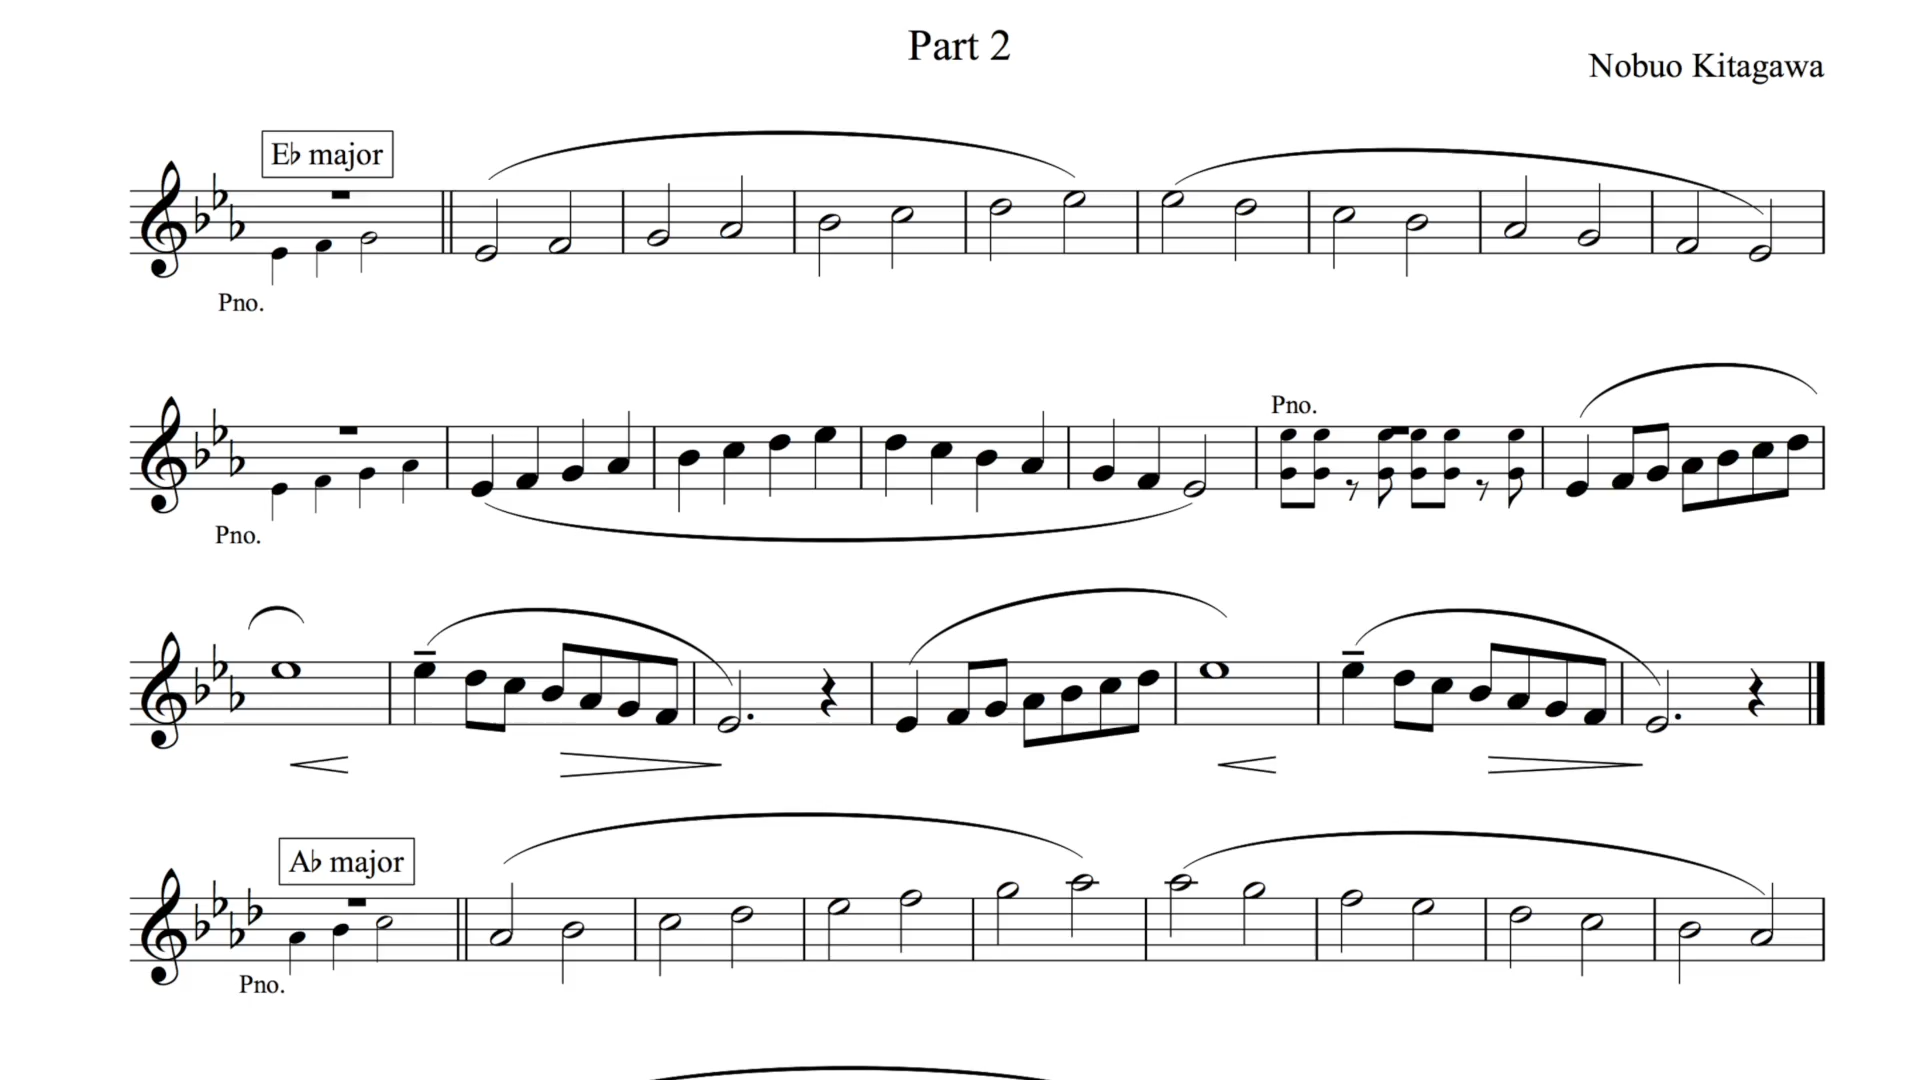 Part 2
Nobuo Kitagawa
E♭ major
Pno.
Pno.
Pno.
A♭ major
Pno.